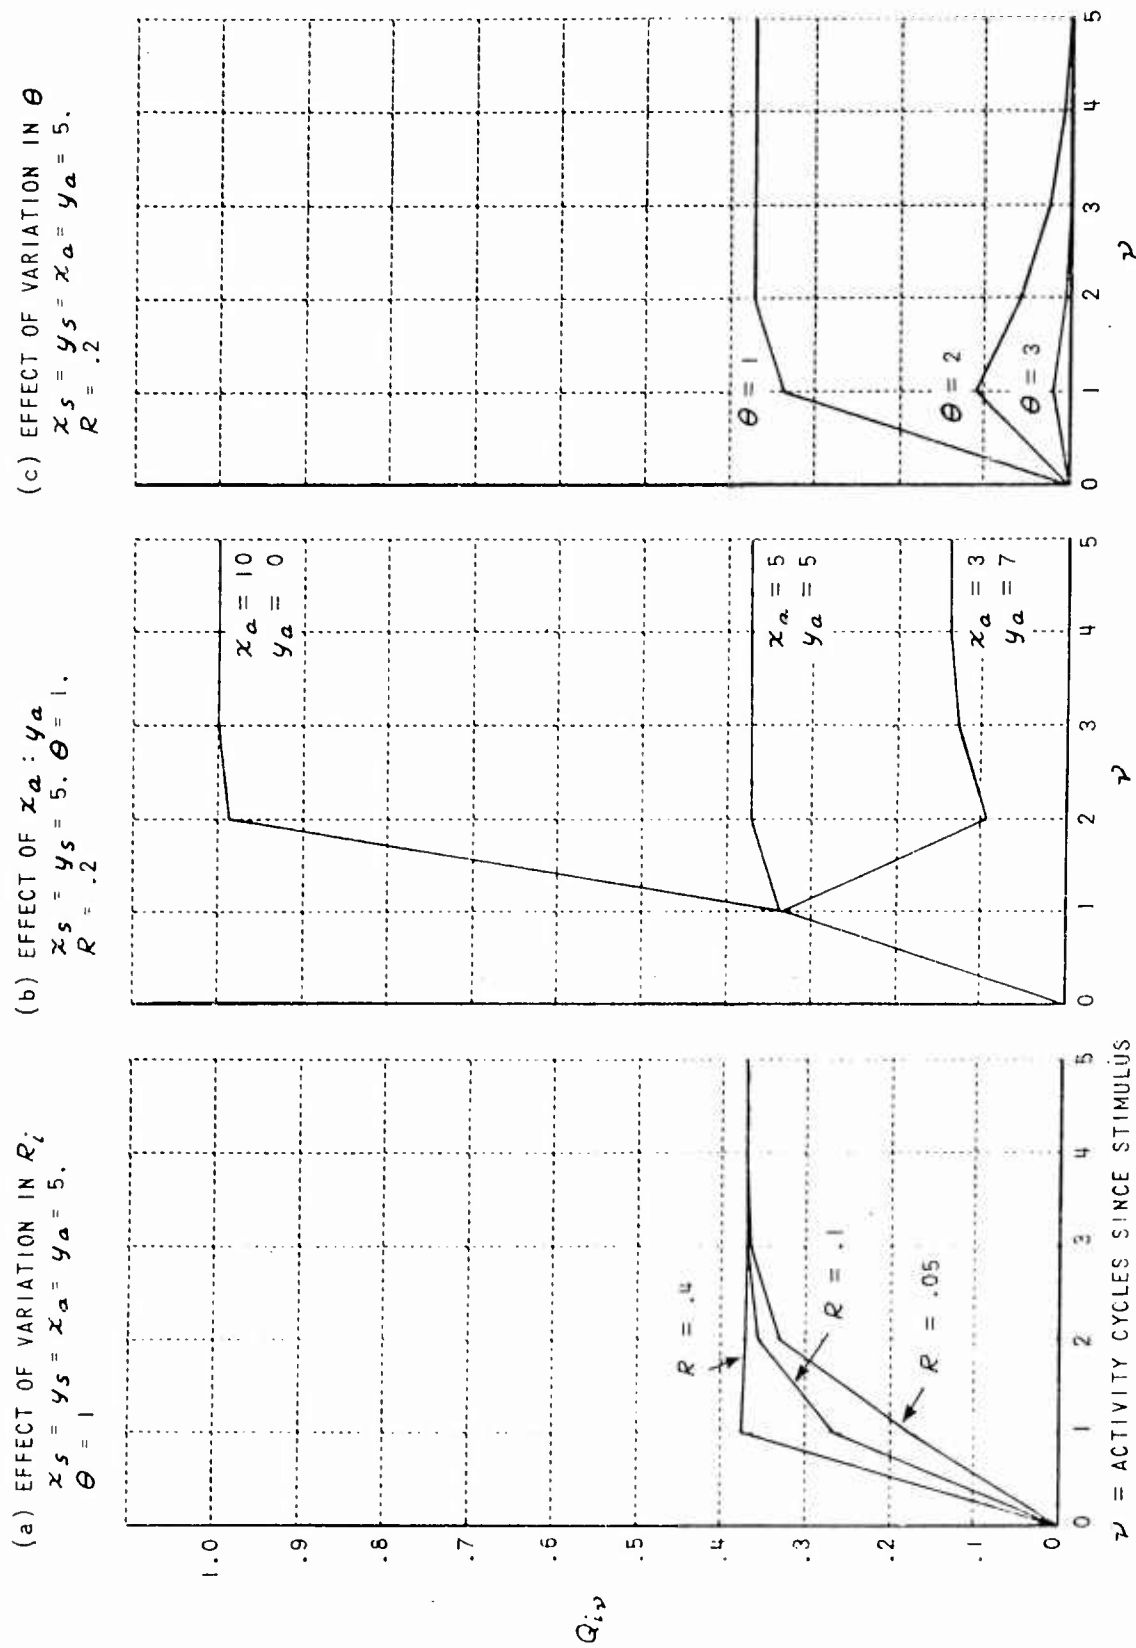 (a) EFFECT OF VARIATION IN Rᵢ
xₛ = yₛ = xₐ = yₐ = 5.
θ = 1
Qᵢᵥ
1.0
.9
.8
.7
.6
.5
.4
.3
.2
.1
0
R = .4
R = .1
R = .05
0 1 2 3 4 5
ν = ACTIVITY CYCLES SINCE STIMULUS
(b) EFFECT OF xₐ : yₐ
xₛ = yₛ = 5. θ = 1.
R = .2
xₐ = 10
yₐ = 0
xₐ = 5
yₐ = 5
xₐ = 3
yₐ = 7
0 1 2 3 4 5
ν
(c) EFFECT OF VARIATION IN θ
xₛ = yₛ = xₐ = yₐ = 5.
R = .2
θ = 1
θ = 2
θ = 3
0 1 2 3 4 5
ν